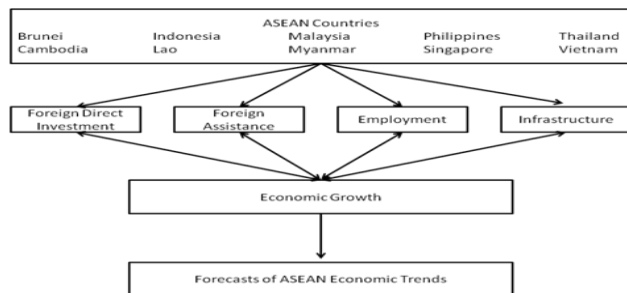 ASEAN Countries
Brunei Indonesia Malaysia Philippines Thailand
Cambodia Lao Myanmar Singapore Vietnam
Foreign Direct Investment
Foreign Assistance
Employment
Infrastructure
Economic Growth
Forecasts of ASEAN Economic Trends